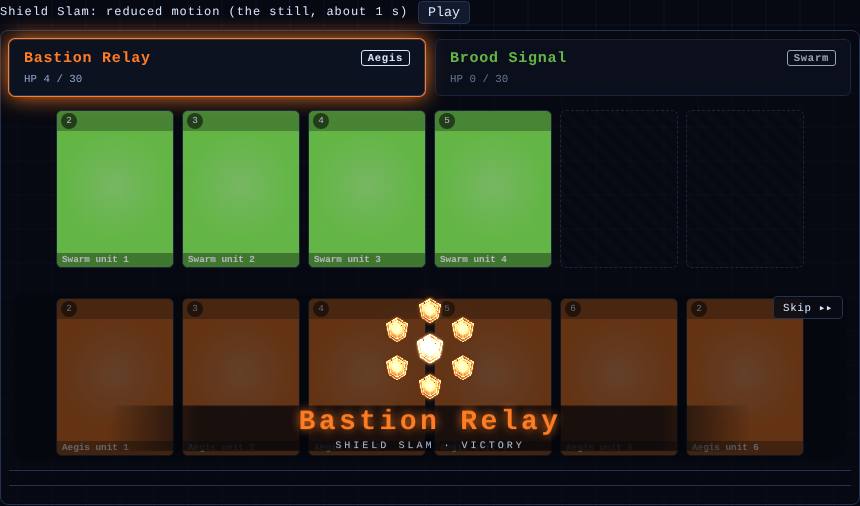 Shield Slam: reduced motion (the still, about 1 s) Play
Bastion Relay Aegis
HP 4 / 30
Brood Signal Swarm
HP 0 / 30
2 3 4 5
Swarm unit 1 Swarm unit 2 Swarm unit 3 Swarm unit 4
2 3 4 5 6 2
Skip ▸▸
Bastion Relay
SHIELD SLAM · VICTORY
Aegis unit 1 Aegis unit 6